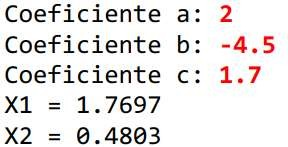 Coeficiente a: 2
Coeficiente b: -4.5
Coeficiente c: 1.7
X1 = 1.7697
X2 = 0.4803